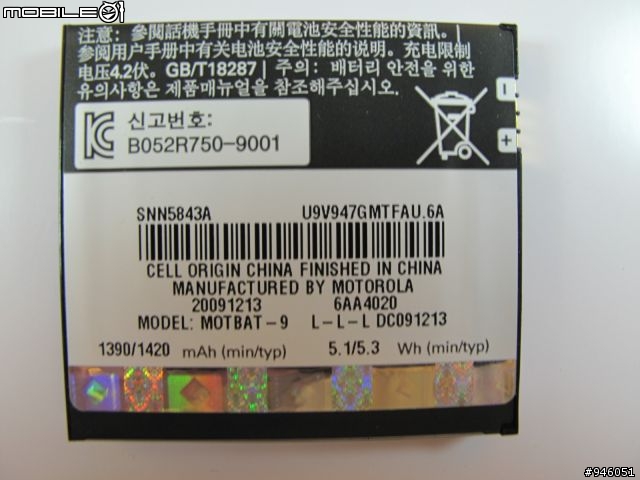 MOBILE01
注意: 參閱話機手冊中有關電池安全性能的資訊.|
参阅用户手册中有关电池安全性能的说明. 充电限制
电压4.2伏. GB/T18287 | 주의: 배터리 안전을 위한
유의사항은 제품매뉴얼을 참조해주십시오.
신고번호:
B052R750-9001
SNN5843A U9V947GMTFAU.6A
CELL ORIGIN CHINA FINISHED IN CHINA
MANUFACTURED BY MOTOROLA
20091213 6AA4020
MODEL: MOTBAT-9 L-L-L DC091213
1390/1420 mAh (min/typ) 5.1/5.3 Wh (min/typ)
#946051